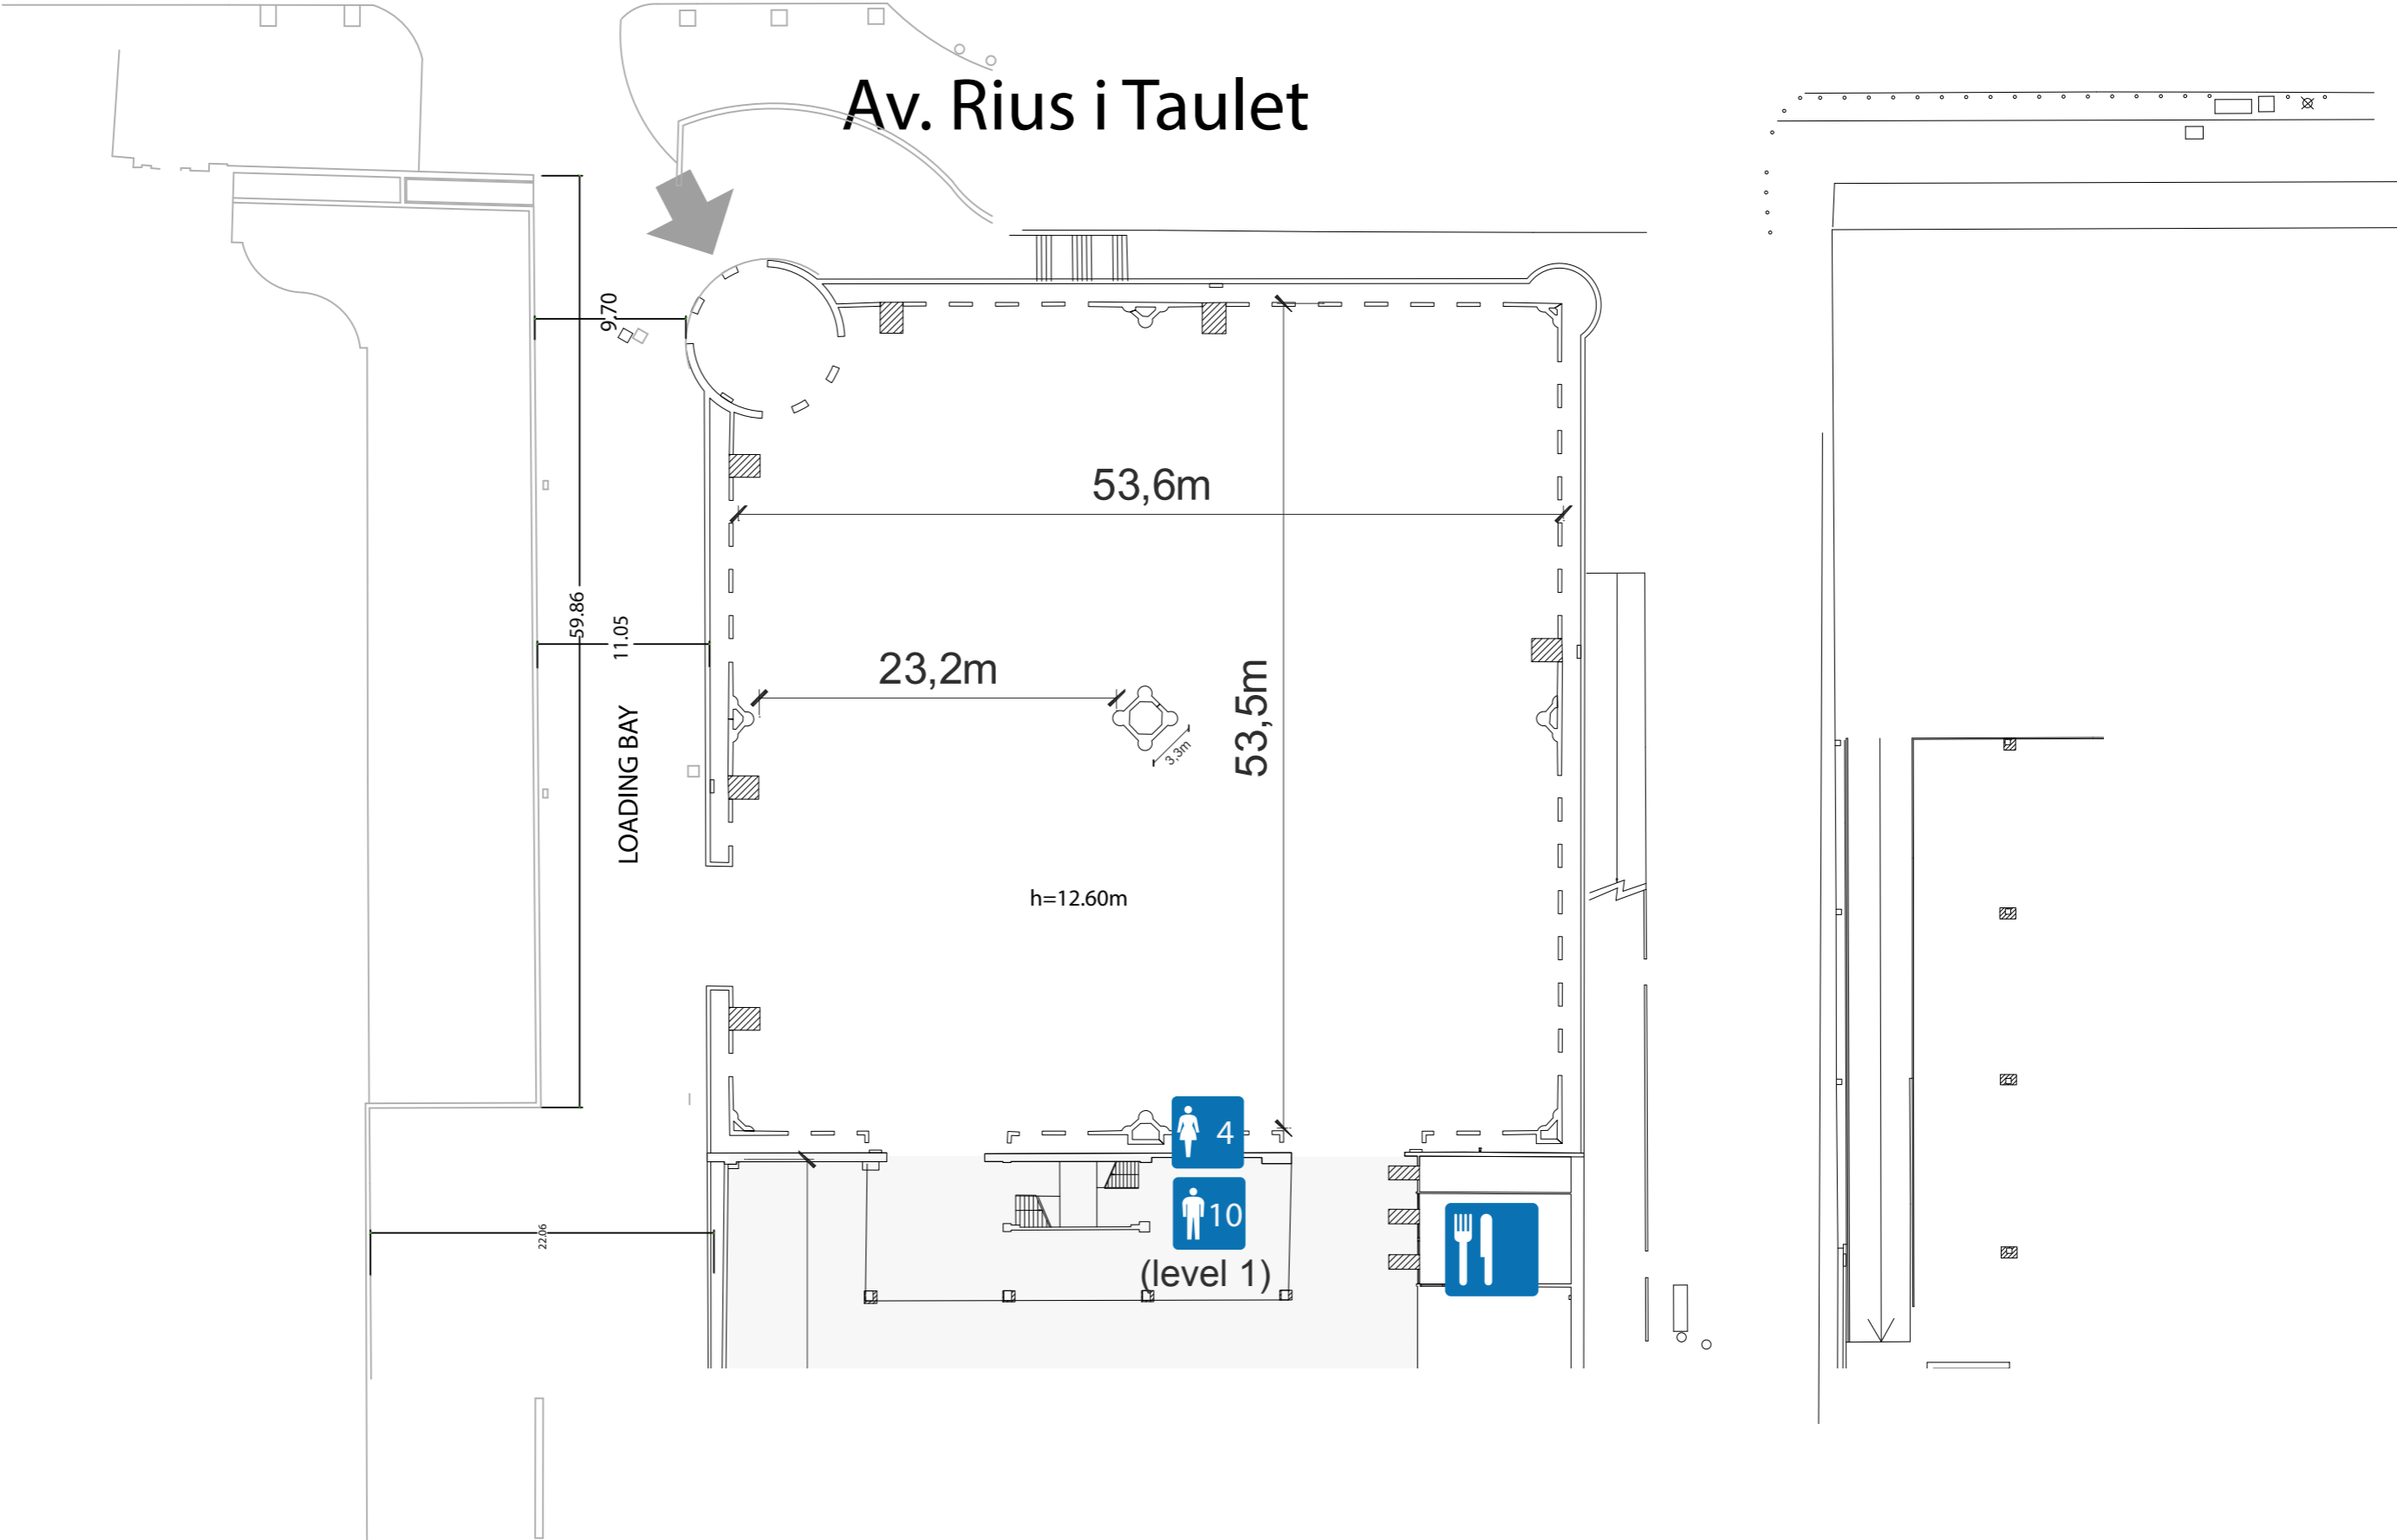 Av. Rius i Taulet
9.70
53,6m
59.86
11.05
23,2m
53,5m
3,3m
LOADING BAY
h=12.60m
4
10
22.06
(level 1)